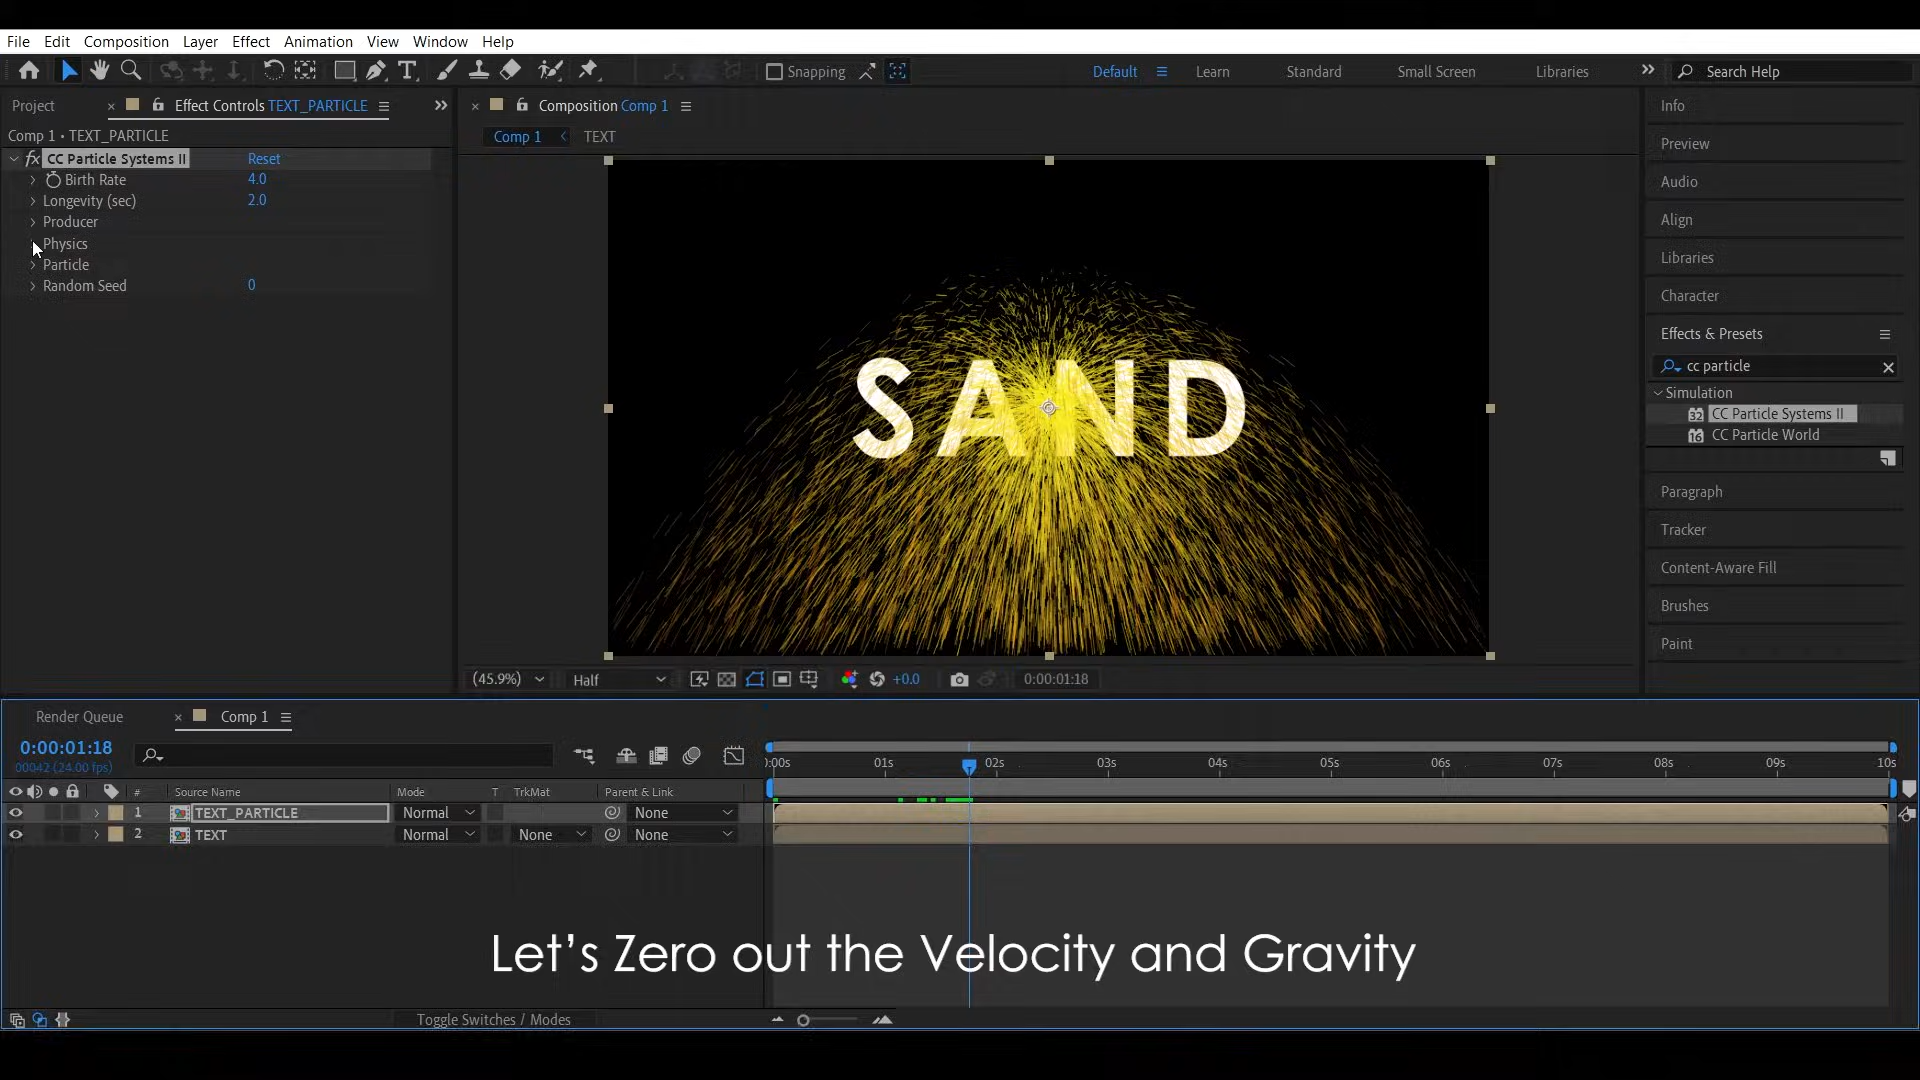 File Edit Composition Layer Effect Animation View Window Help
Snapping Default Learn Standard Small Screen Libraries Search Help
Project Effect Controls TEXT_PARTICLE
Composition Comp 1
Comp 1 • TEXT_PARTICLE
Comp 1 TEXT
fx CC Particle Systems II Reset
Birth Rate 4.0
Longevity (sec) 2.0
Producer
Physics
Particle
Random Seed 0
SAND
(45.9%) Half +0.0 0:00:01:18
Info
Preview
Audio
Align
Libraries
Character
Effects & Presets
cc particle
Simulation
32 CC Particle Systems II
16 CC Particle World
Paragraph
Tracker
Content-Aware Fill
Brushes
Paint
Render Queue Comp 1
0:00:01:18
00042 (24.00 fps)
):00s 01s 02s 03s 04s 05s 06s 07s 08s 09s 10s
# Source Name Mode T TrkMat Parent & Link
1 TEXT_PARTICLE Normal None
2 TEXT Normal None None
Let's Zero out the Velocity and Gravity
Toggle Switches / Modes